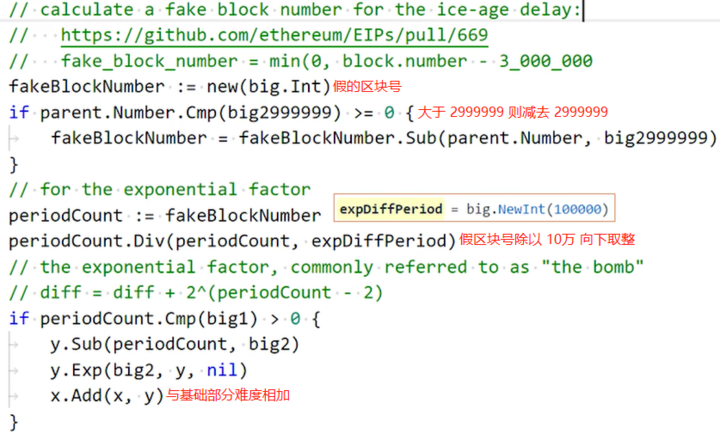 // calculate a fake block number for the ice-age delay:
// https://github.com/ethereum/EIPs/pull/669
// fake_block_number = min(0, block.number - 3_000_000
fakeBlockNumber := new(big.Int)假的区块号
if parent.Number.Cmp(big2999999) >= 0 {大于 2999999 则减去 2999999
fakeBlockNumber = fakeBlockNumber.Sub(parent.Number, big2999999)
}
// for the exponential factor
periodCount := fakeBlockNumber expDiffPeriod = big.NewInt(100000)
periodCount.Div(periodCount, expDiffPeriod)假区块号除以 10万 向下取整
// the exponential factor, commonly referred to as "the bomb"
// diff = diff + 2^(periodCount - 2)
if periodCount.Cmp(big1) > 0 {
y.Sub(periodCount, big2)
y.Exp(big2, y, nil)
x.Add(x, y)与基础部分难度相加
}